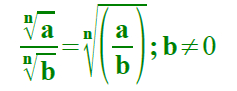 ⁿ√a / ⁿ√b = ⁿ√(a/b) ; b ≠ 0